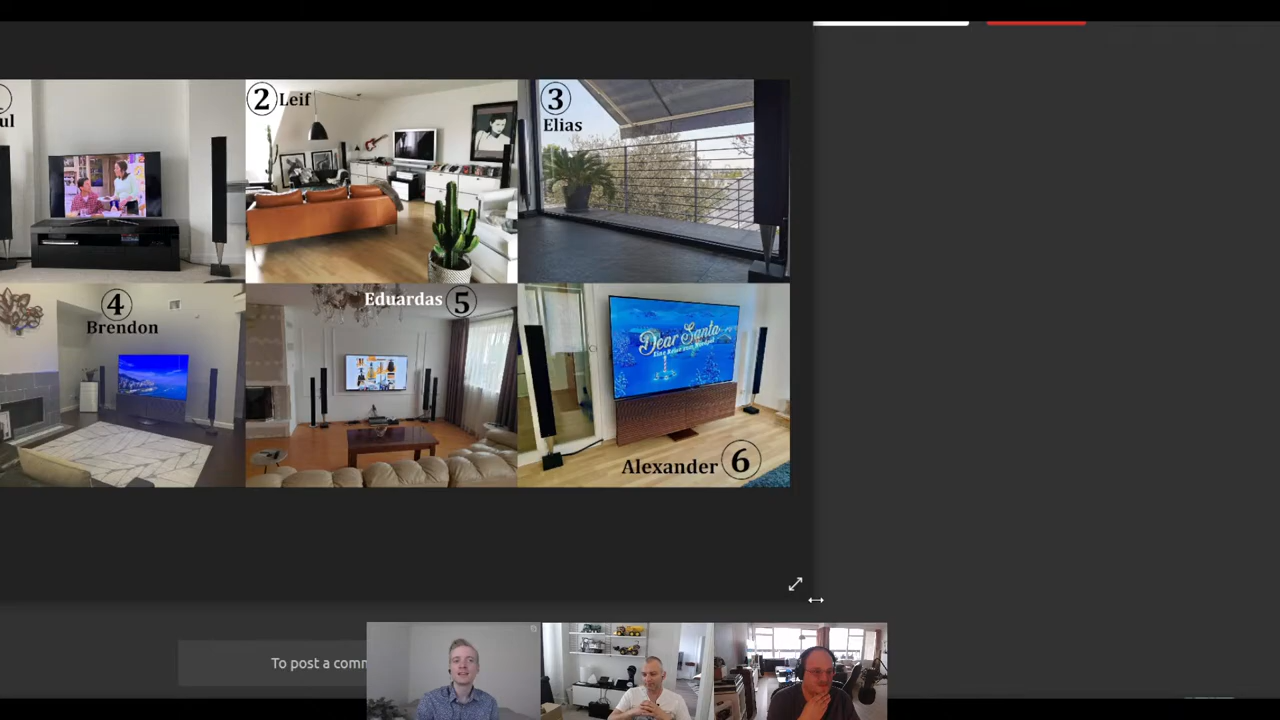 ul
2 Leif
3
Elias
4
Brendon
Eduardas 5
Dear Santa
Alexander 6
To post a comm